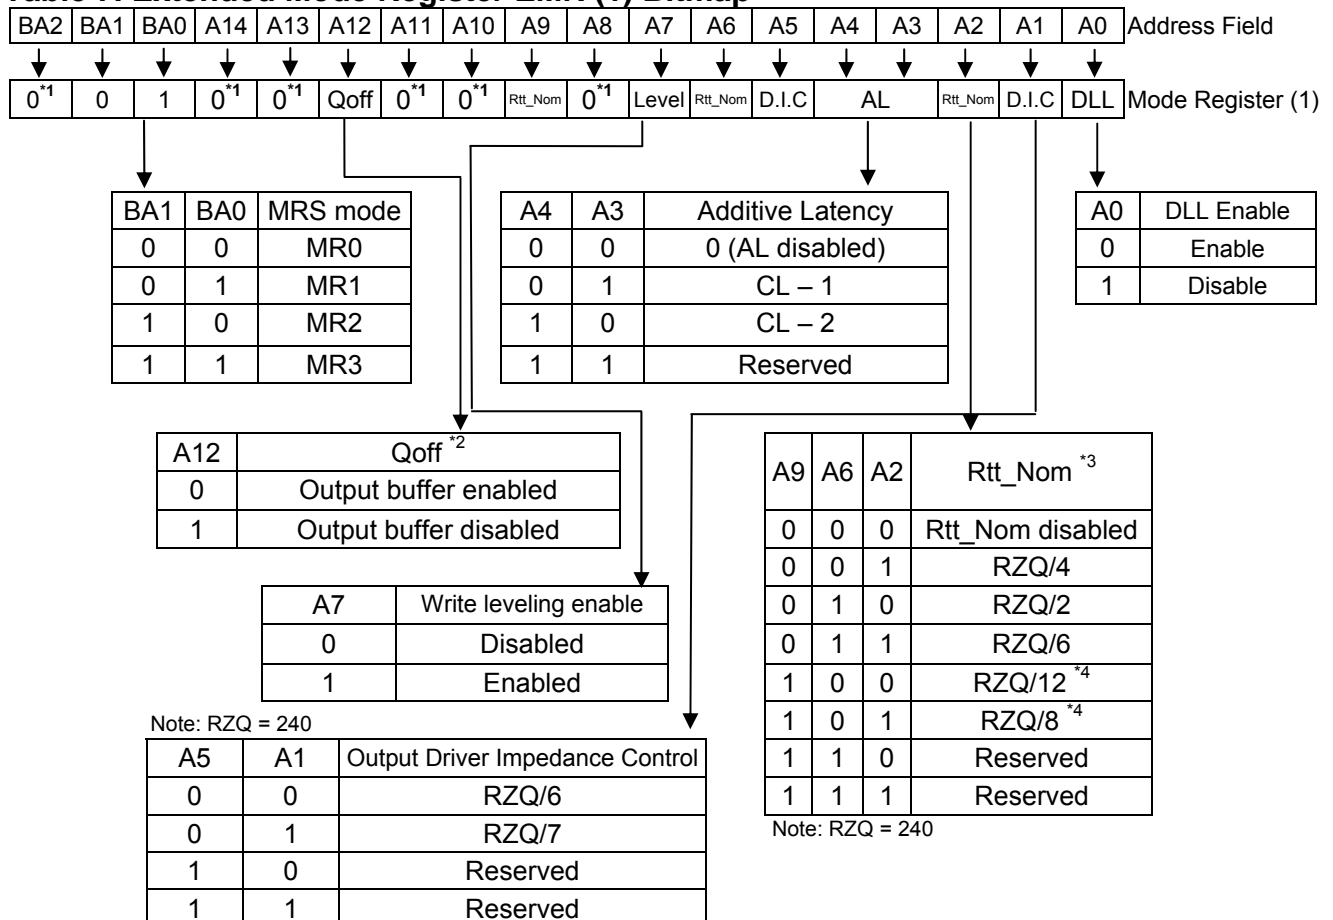 BA2 BA1 BA0 A14 A13 A12 A11 A10 A9 A8 A7 A6 A5 A4 A3 A2 A1 A0 Address Field
0*1 0 1 0*1 0*1 Qoff 0*1 0*1 Rtt_Nom 0*1 Level Rtt_Nom D.I.C AL Rtt_Nom D.I.C DLL Mode Register (1)
BA1 BA0 MRS mode
0 0 MR0
0 1 MR1
1 0 MR2
1 1 MR3
A4 A3 Additive Latency
0 0 0 (AL disabled)
0 1 CL – 1
1 0 CL – 2
1 1 Reserved
A0 DLL Enable
0 Enable
1 Disable
A12 Qoff *2
0 Output buffer enabled
1 Output buffer disabled
A7 Write leveling enable
0 Disabled
1 Enabled
A9 A6 A2 Rtt_Nom *3
0 0 0 Rtt_Nom disabled
0 0 1 RZQ/4
0 1 0 RZQ/2
0 1 1 RZQ/6
1 0 0 RZQ/12 *4
1 0 1 RZQ/8 *4
1 1 0 Reserved
1 1 1 Reserved
Note: RZQ = 240
Note: RZQ = 240
A5 A1 Output Driver Impedance Control
0 0 RZQ/6
0 1 RZQ/7
1 0 Reserved
1 1 Reserved